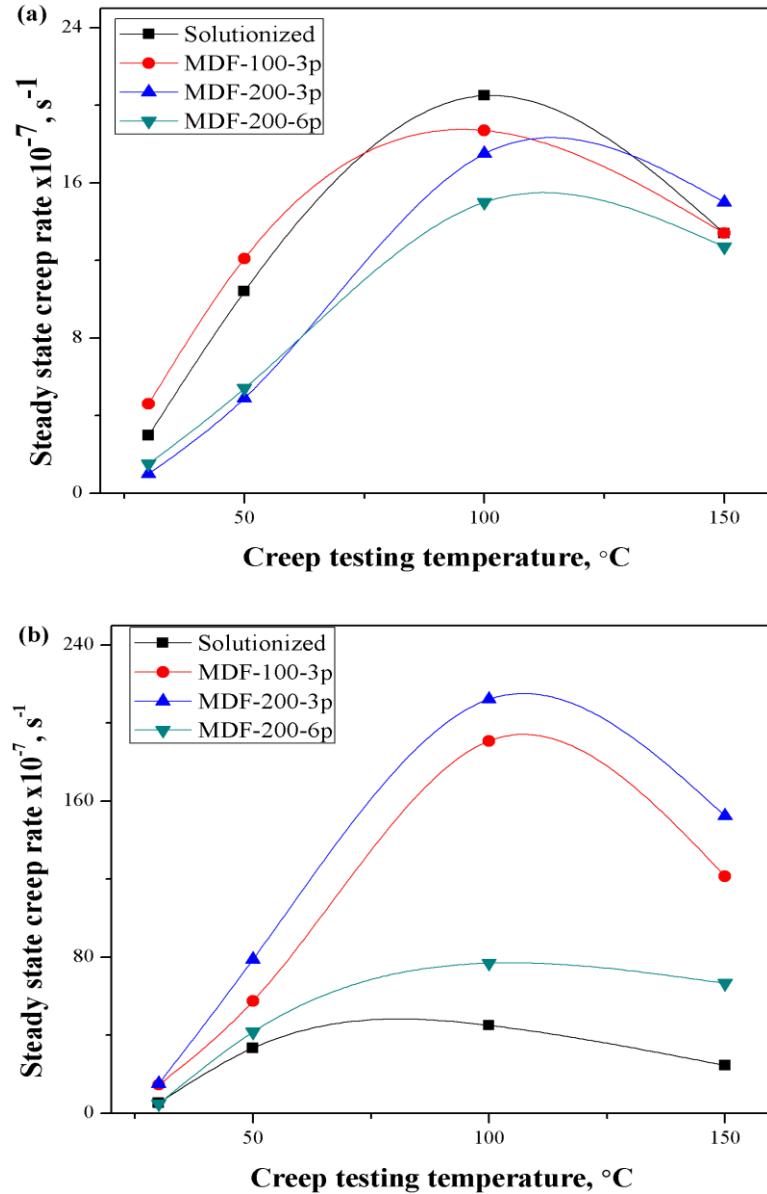 (a)
Solutionized
MDF-100-3p
MDF-200-3p
MDF-200-6p
Steady state creep rate x10⁻⁷, s⁻¹
24
16
8
0
50
100
150
Creep testing temperature, °C
(b)
Solutionized
MDF-100-3p
MDF-200-3p
MDF-200-6p
Steady state creep rate x10⁻⁷, s⁻¹
240
160
80
0
50
100
150
Creep testing temperature, °C